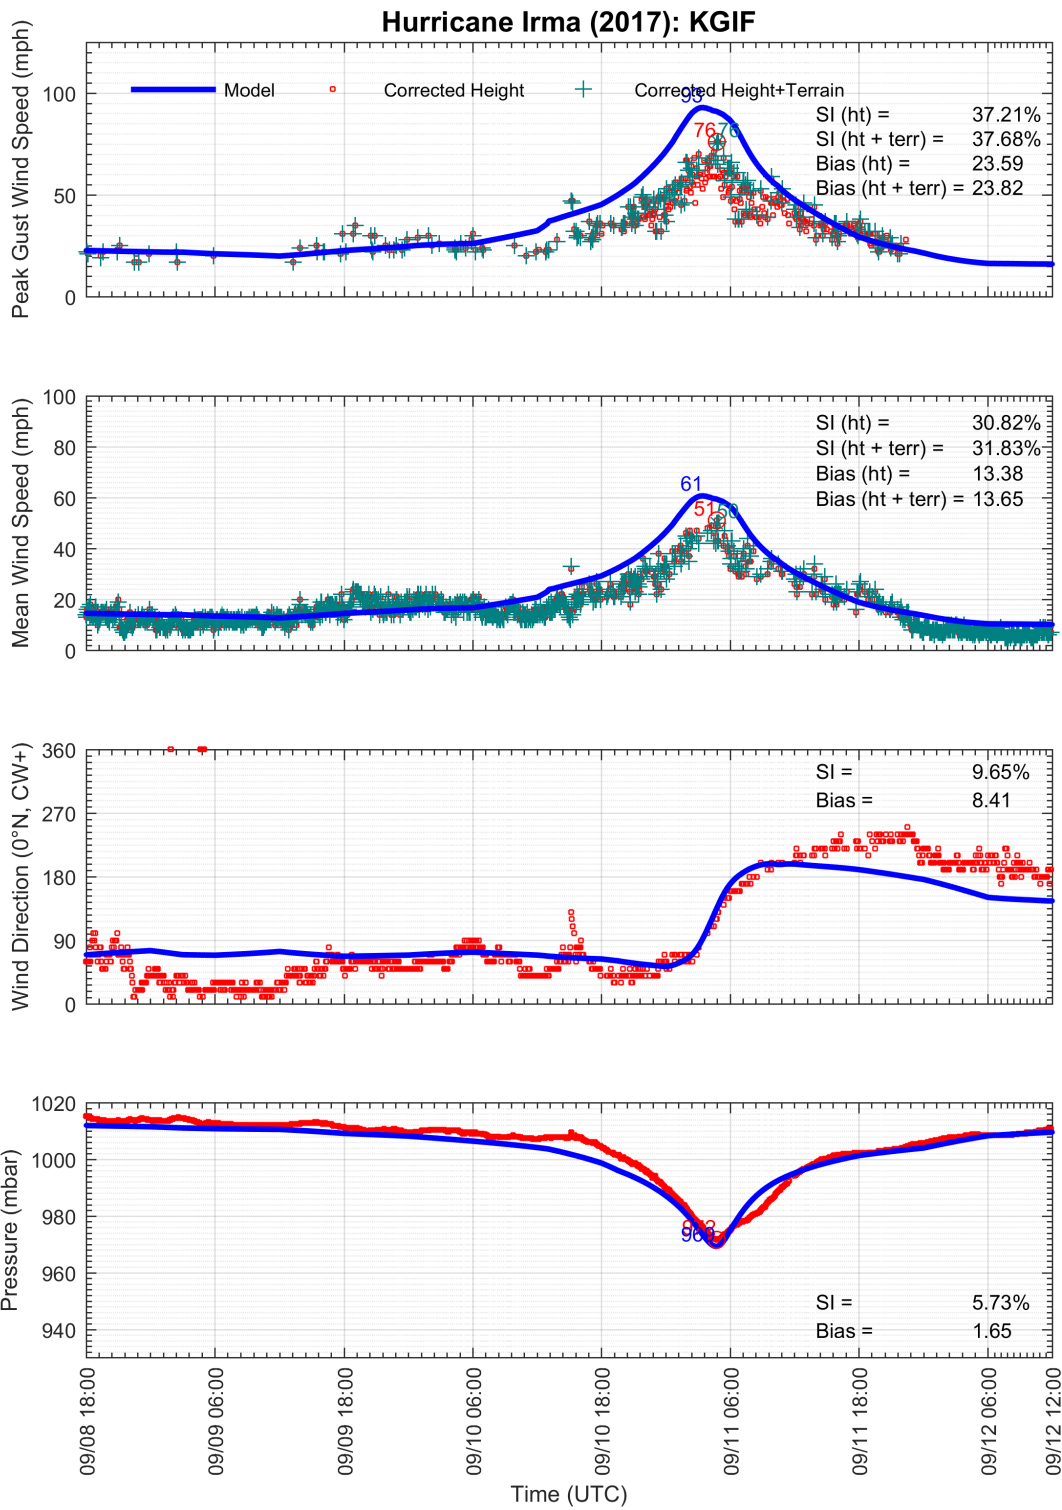 Hurricane Irma (2017): KGIF
Peak Gust Wind Speed (mph)
100
50
0
Model
Corrected Height
Corrected Height+Terrain
93
76
76
SI (ht) = 37.21%
SI (ht + terr) = 37.68%
Bias (ht) = 23.59
Bias (ht + terr) = 23.82
Mean Wind Speed (mph)
100
80
60
40
20
0
61
51
50
SI (ht) = 30.82%
SI (ht + terr) = 31.83%
Bias (ht) = 13.38
Bias (ht + terr) = 13.65
Wind Direction (0°N, CW+)
360
270
180
90
0
SI = 9.65%
Bias = 8.41
Pressure (mbar)
1020
1000
980
960
940
SI = 5.73%
Bias = 1.65
09/08 18:00
09/09 06:00
09/09 18:00
09/10 06:00
09/10 18:00
09/11 06:00
09/11 18:00
09/12 06:00
09/12 12:00
Time (UTC)